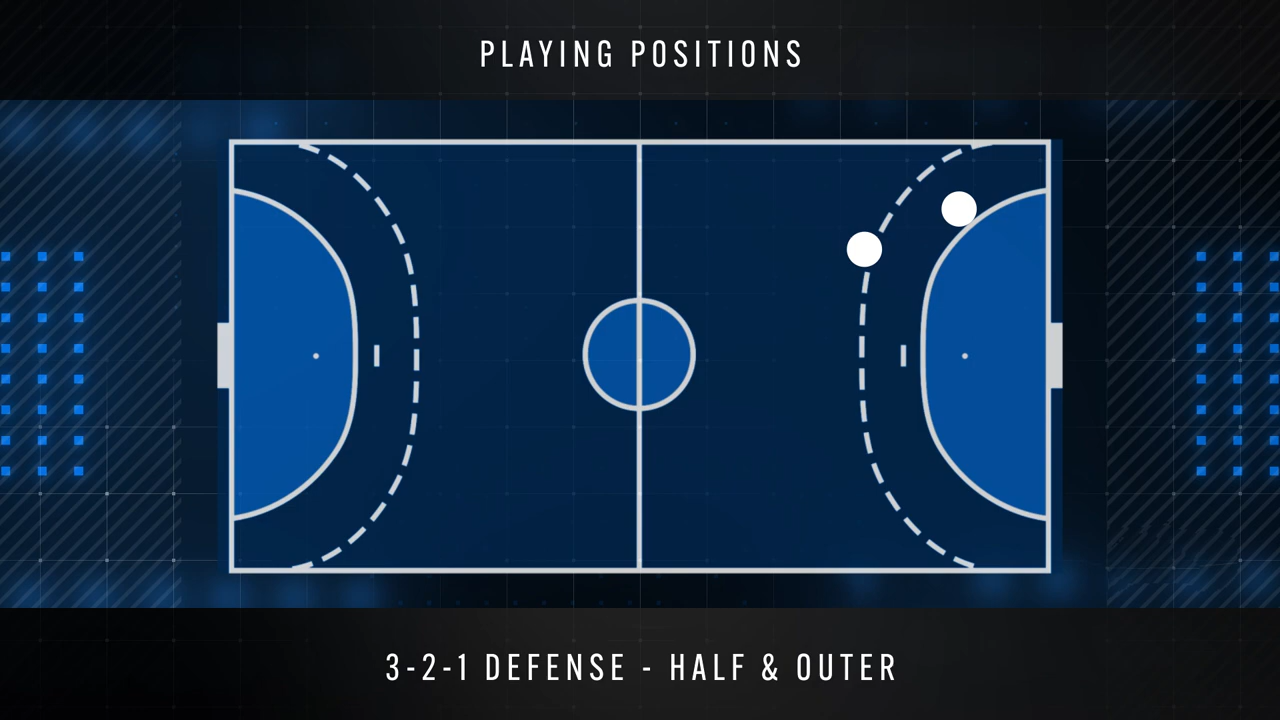 PLAYING POSITIONS
3-2-1 DEFENSE - HALF & OUTER